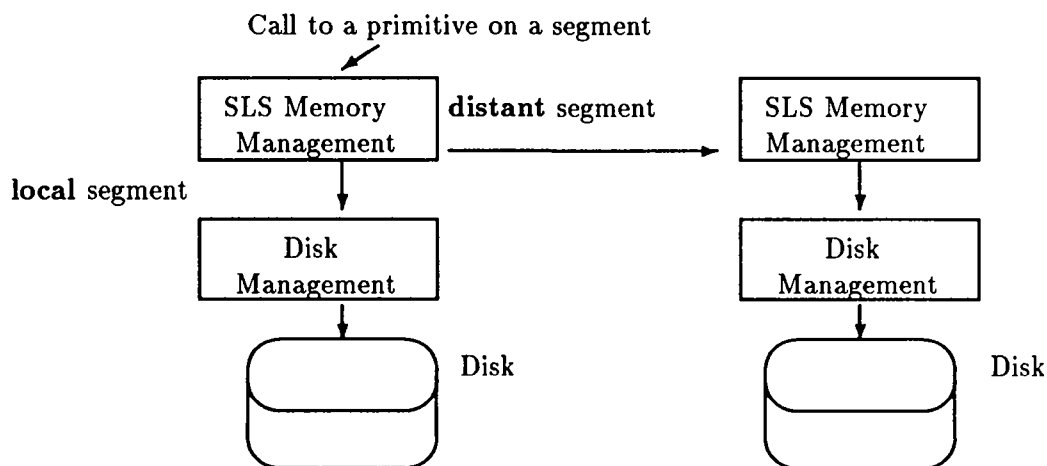 Call to a primitive on a segment
SLS Memory
Management
distant segment
SLS Memory
Management
local segment
Disk
Management
Disk
Management
Disk
Disk